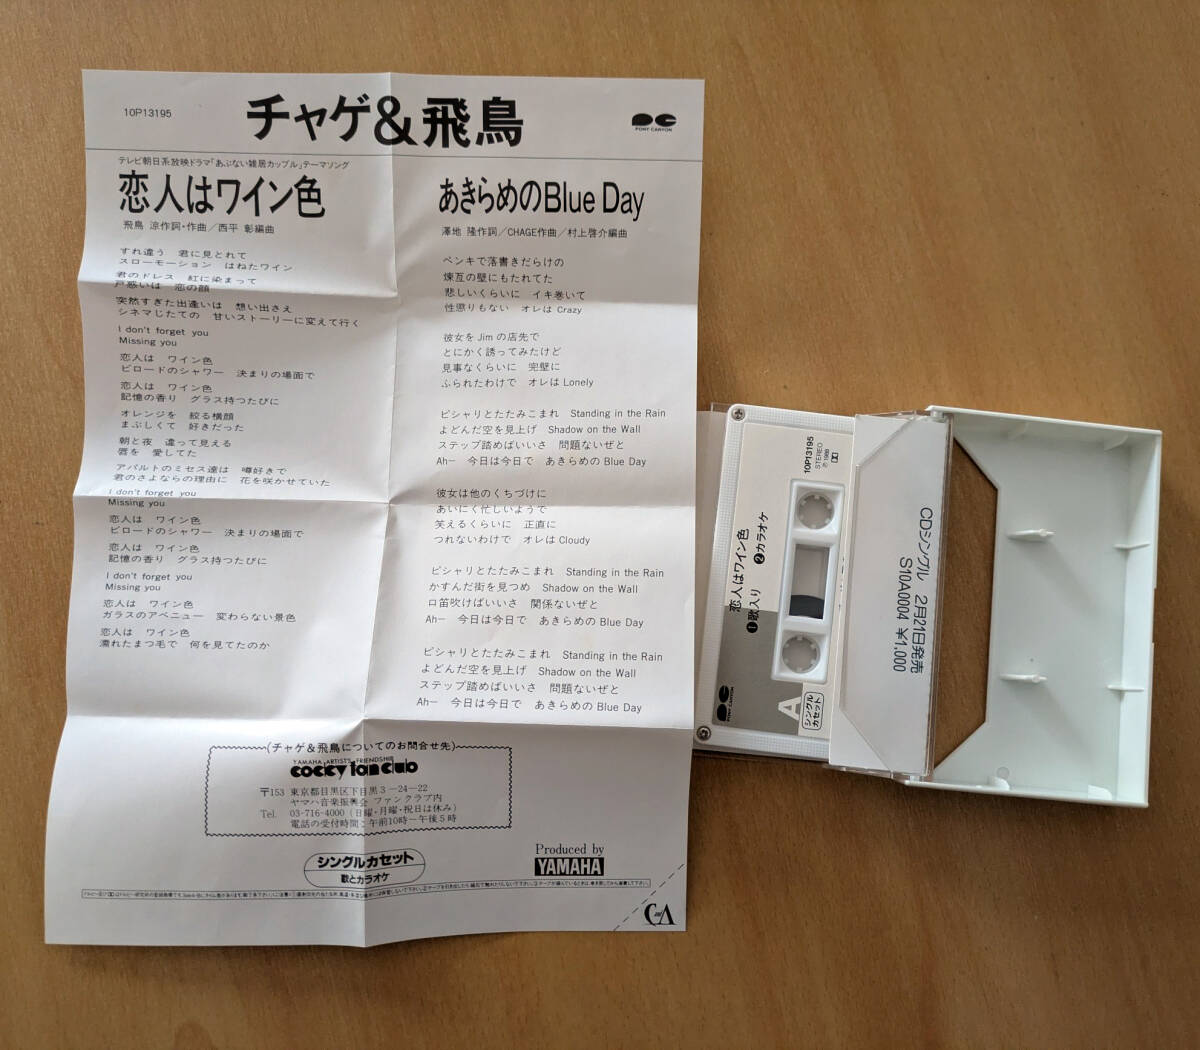 10P13195
チャゲ&飛鳥
PONY CANYON
テレビ朝日系放映ドラマ「あぶない雑居カップル」テーマソング
恋人はワイン色
飛鳥 涼作詞・作曲/西平 彰編曲
すれ違う 君に見とれて
スローモーション はねたワイン
君のドレス 紅に染まって
戸惑いは 恋の顔
突然すぎた出逢いは 想い出さえ
シネマじたての 甘いストーリーに変えて行く
I don't forget you
Missing you
恋人は ワイン色
ビロードのシャワー 決まりの場面で
恋人は ワイン色
記憶の香り グラス持つたびに
オレンジを 絞る横顔
まぶしくて 好きだった
朝と夜 違って見える
唇を 愛してた
アパルトのミセス達は 噂好きで
君のさよならの理由に 花を咲かせていた
I don't forget you
Missing you
恋人は ワイン色
ビロードのシャワー 決まりの場面で
恋人は ワイン色
記憶の香り グラス持つたびに
I don't forget you
Missing you
恋人は ワイン色
ガラスのアベニュー 変わらない景色
恋人は ワイン色
濡れたまつ毛で 何を見てたのか
あきらめのBlue Day
澤地 隆作詞/CHAGE作曲/村上啓介編曲
ペンキで落書きだらけの
煉瓦の壁にもたれてた
悲しいくらいに イキ巻いて
性懲りもない オレはCrazy
彼女をJimの店先で
とにかく誘ってみたけど
見事なくらいに 完璧に
ふられたわけで オレはLonely
ピシャリとたたみこまれ Standing in the Rain
よどんだ空を見上げ Shadow on the Wall
ステップ踏めばいいさ 問題ないぜと
Ah— 今日は今日で あきらめのBlue Day
彼女は他のくちづけに
あいにく忙しいようで
笑えるくらいに 正直に
つれないわけで オレはCloudy
ピシャリとたたみこまれ Standing in the Rain
かすんだ街を見つめ Shadow on the Wall
口笛吹けばいいさ 関係ないぜと
Ah— 今日は今日で あきらめのBlue Day
ピシャリとたたみこまれ Standing in the Rain
よどんだ空を見上げ Shadow on the Wall
ステップ踏めばいいさ 問題ないぜと
Ah— 今日は今日で あきらめのBlue Day
(チャゲ&飛鳥についてのお問合せ先)
YAMAHA ARTIST'S FRIENDSHIP
cocky fan club
〒153 東京都目黒区下目黒3—24—22
ヤマハ音楽振興会 ファンクラブ内
Tel. 03-716-4000(日曜・月曜・祝日は休み)
電話の受付時間:午前10時—午後5時
シングルカセット
歌とカラオケ
Produced by
YAMAHA
C&A
10P13195
STEREO
Ⓟ 1988
恋人はワイン色
❶歌入り ❷カラオケ
A
シングル
カセット
PONY CANYON
CDシングル 2月21日発売
S10A0004 ¥1,000